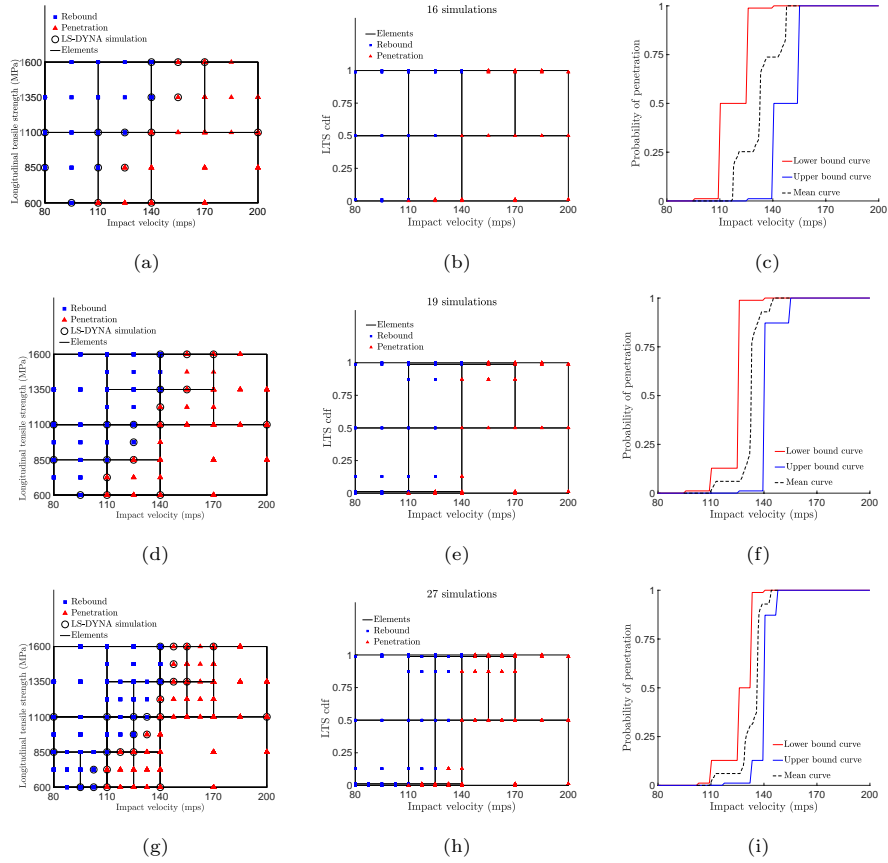 Rebound
Penetration
LS-DYNA simulation
Elements
Longitudinal tensile strength (MPa)
1600
1350
1100
850
600
80
110
140
170
200
Impact velocity (mps)
(a)
16 simulations
Elements
Rebound
Penetration
LTS cdf
1
0.75
0.5
0.25
0
80
110
140
170
200
Impact velocity (mps)
(b)
Probability of penetration
1
0.75
0.5
0.25
0
Lower bound curve
Upper bound curve
Mean curve
80
110
140
170
200
Impact velocity (mps)
(c)
Rebound
Penetration
LS-DYNA simulation
Elements
Longitudinal tensile strength (MPa)
1600
1350
1100
850
600
80
110
140
170
200
Impact velocity (mps)
(d)
19 simulations
Elements
Rebound
Penetration
LTS cdf
1
0.75
0.5
0.25
0
80
110
140
170
200
Impact velocity (mps)
(e)
Probability of penetration
1
0.75
0.5
0.25
0
Lower bound curve
Upper bound curve
Mean curve
80
110
140
170
200
Impact velocity (mps)
(f)
Rebound
Penetration
LS-DYNA simulation
Elements
Longitudinal tensile strength (MPa)
1600
1350
1100
850
600
80
110
140
170
200
Impact velocity (mps)
(g)
27 simulations
Elements
Rebound
Penetration
LTS cdf
1
0.75
0.5
0.25
0
80
110
140
170
200
Impact velocity (mps)
(h)
Probability of penetration
1
0.75
0.5
0.25
0
Lower bound curve
Upper bound curve
Mean curve
80
110
140
170
200
Impact velocity (mps)
(i)